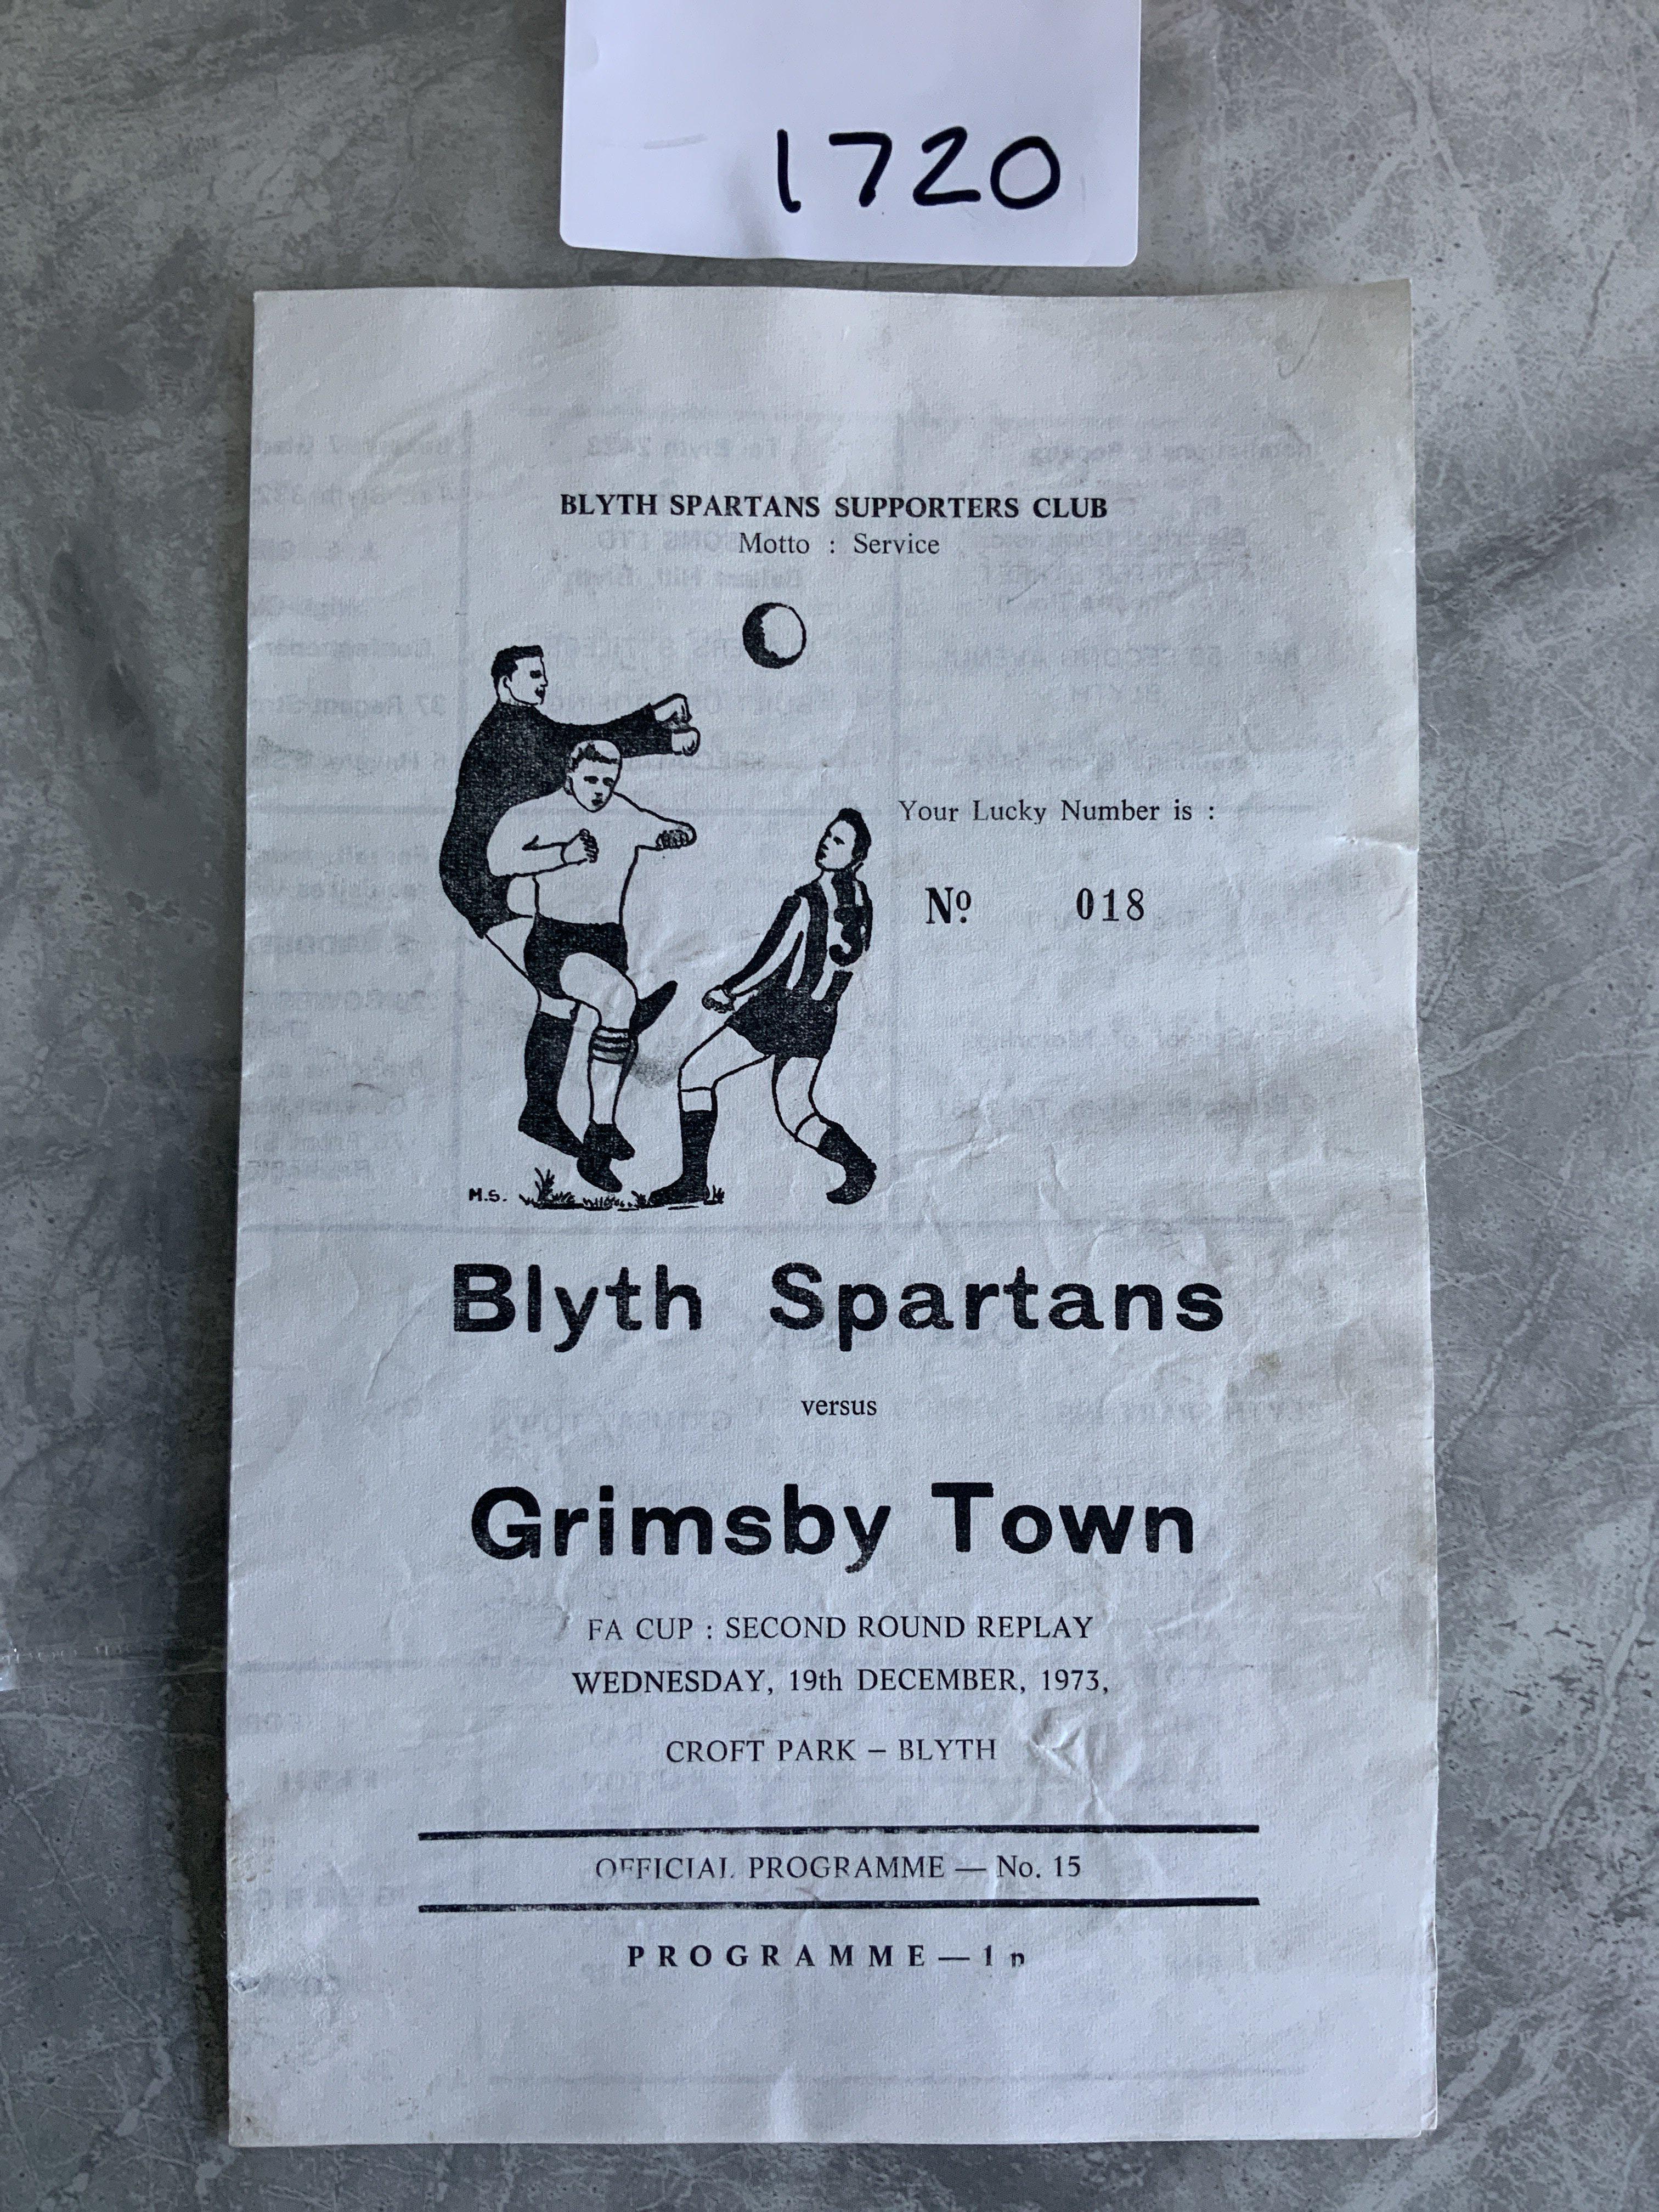 1720
BLYTH SPARTANS SUPPORTERS CLUB
Motto : Service
Your Lucky Number is :
Nº 018
3
M.S.
Blyth Spartans
versus
Grimsby Town
FA CUP : SECOND ROUND REPLAY
WEDNESDAY, 19th DECEMBER, 1973,
CROFT PARK – BLYTH
OFFICIAL PROGRAMME — No. 15
PROGRAMME — 1p